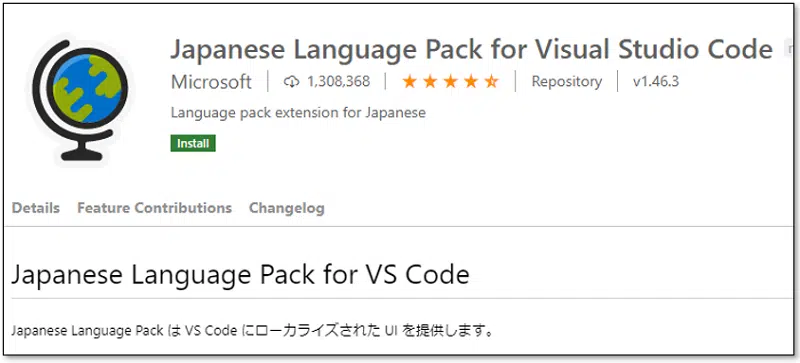 Japanese Language Pack for Visual Studio Code
Microsoft 1,308,368 Repository v1.46.3
Language pack extension for Japanese
Install
Details Feature Contributions Changelog
Japanese Language Pack for VS Code
Japanese Language Pack は VS Code にローカライズされた UI を提供します。